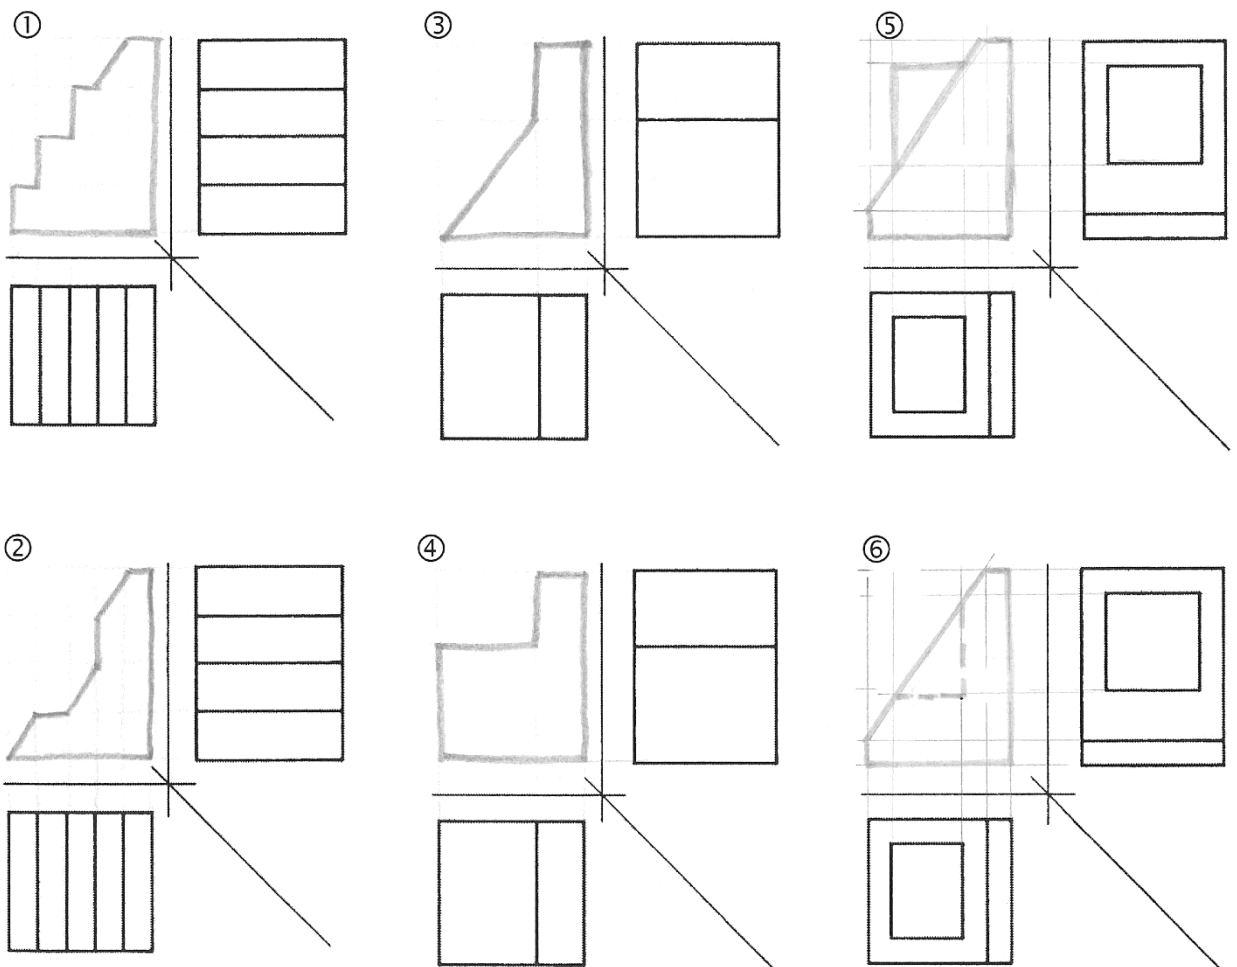 ① ③ ⑤
② ④ ⑥